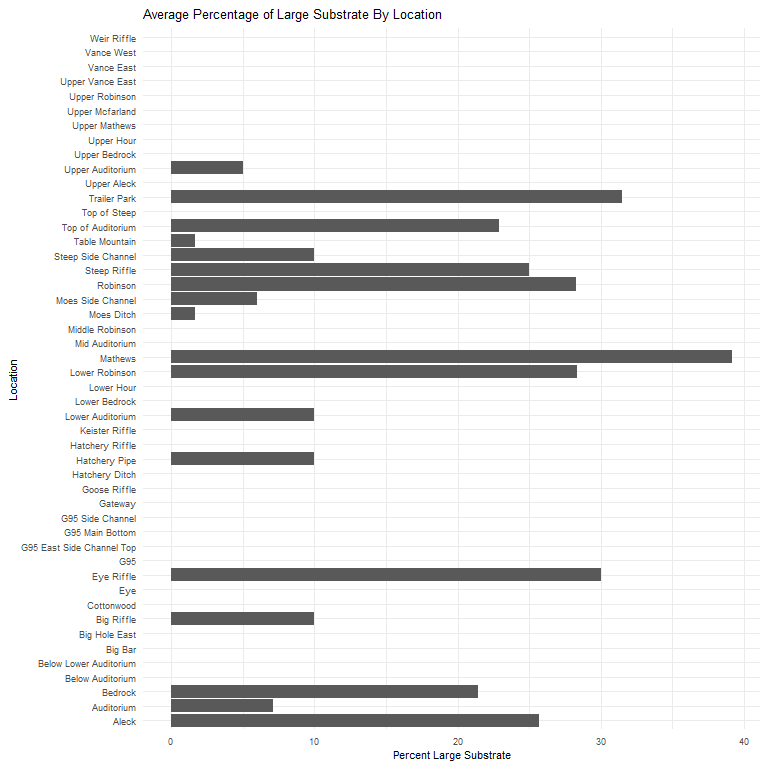 Average Percentage of Large Substrate By Location
Weir Riffle
Vance West
Vance East
Upper Vance East
Upper Robinson
Upper Mcfarland
Upper Mathews
Upper Hour
Upper Bedrock
Upper Auditorium
Upper Aleck
Trailer Park
Top of Steep
Top of Auditorium
Table Mountain
Steep Side Channel
Steep Riffle
Robinson
Moes Side Channel
Moes Ditch
Middle Robinson
Mid Auditorium
Mathews
Lower Robinson
Lower Hour
Lower Bedrock
Lower Auditorium
Keister Riffle
Hatchery Riffle
Hatchery Pipe
Hatchery Ditch
Goose Riffle
Gateway
G95 Side Channel
G95 Main Bottom
G95 East Side Channel Top
G95
Eye Riffle
Eye
Cottonwood
Big Riffle
Big Hole East
Big Bar
Below Lower Auditorium
Below Auditorium
Bedrock
Auditorium
Aleck
Location
0 10 20 30 40
Percent Large Substrate